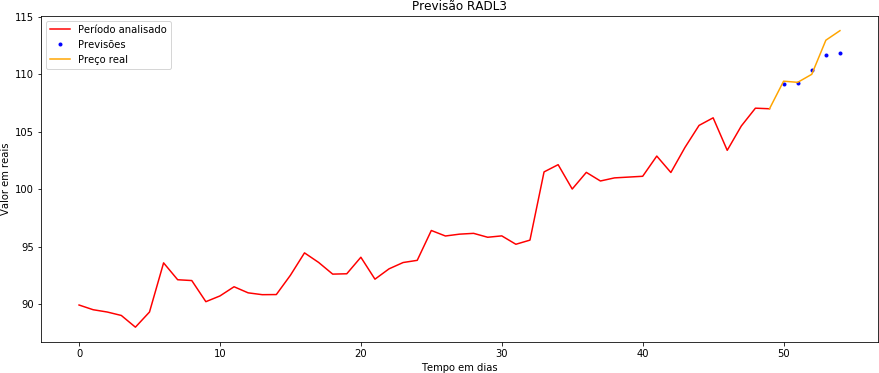 Previsão RADL3
Período analisado
Previsões
Preço real
Valor em reais
115
110
105
100
95
90
0
10
20
30
40
50
Tempo em dias